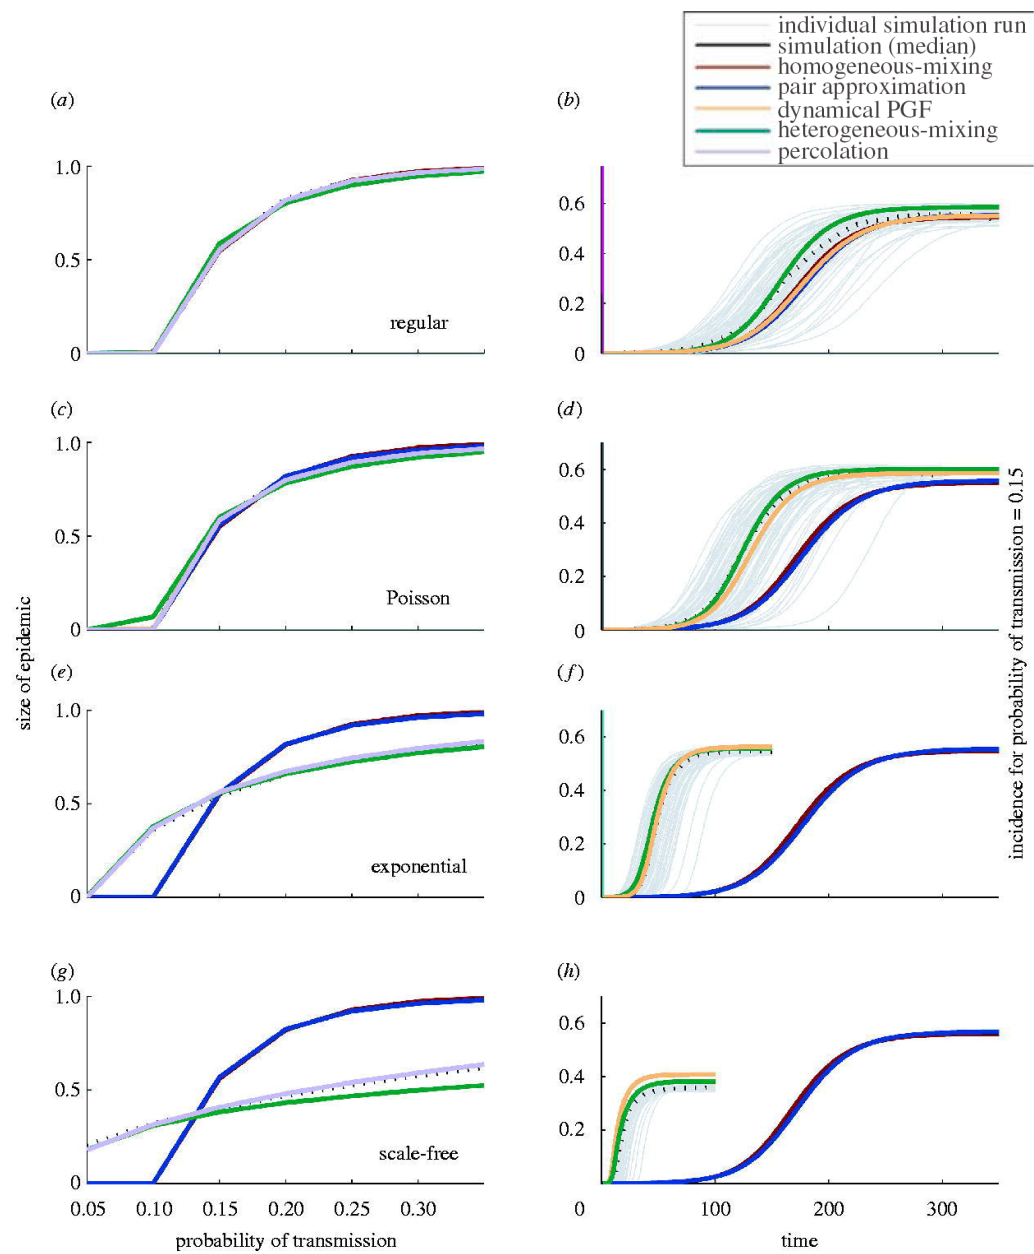 individual simulation run
simulation (median)
homogeneous-mixing
pair approximation
dynamical PGF
heterogeneous-mixing
percolation
(a)
(b)
1.0
0.5
0
regular
0.6
0.4
0.2
0
(c)
(d)
1.0
0.5
0
Poisson
0.6
0.4
0.2
0
size of epidemic
incidence for probability of transmission = 0.15
(e)
(f)
1.0
0.5
0
exponential
0.6
0.4
0.2
0
(g)
(h)
1.0
0.5
0
scale-free
0.05 0.10 0.15 0.20 0.25 0.30
probability of transmission
0.6
0.4
0.2
0 100 200 300
time